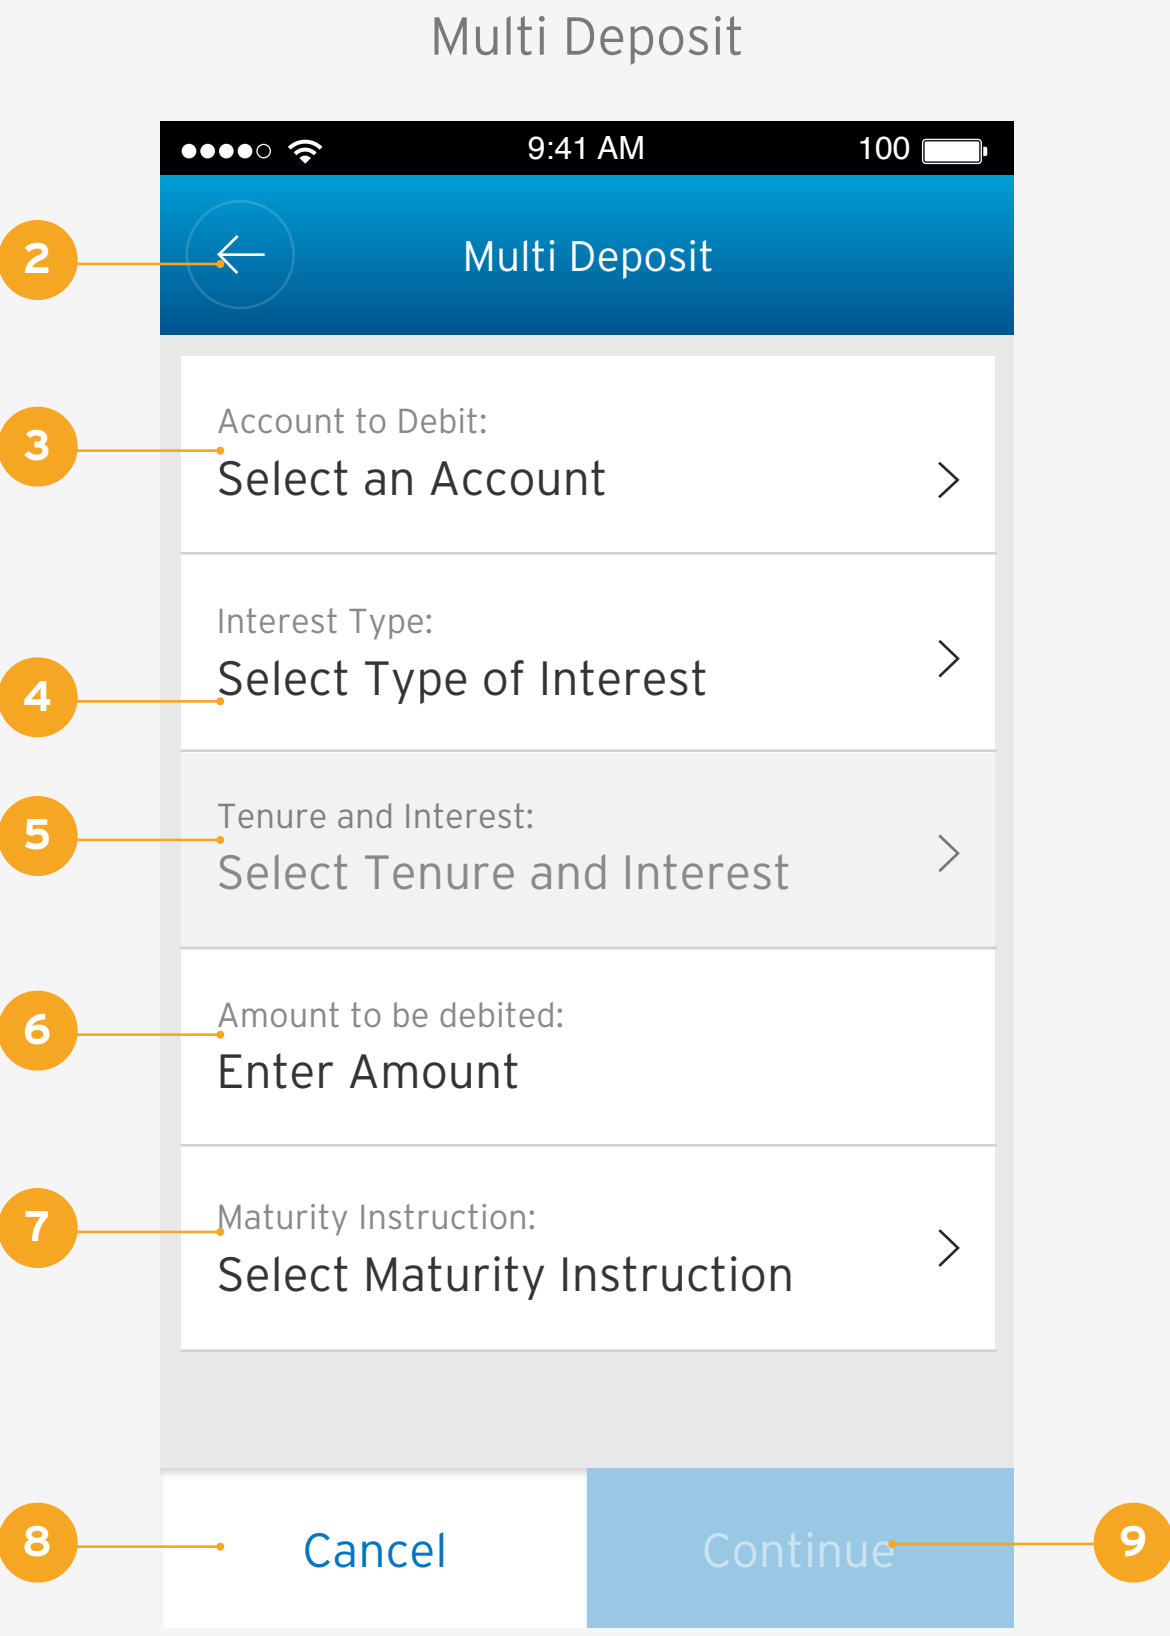 Multi Deposit
9:41 AM 100
2
Multi Deposit
3
Account to Debit:
Select an Account
4
Interest Type:
Select Type of Interest
5
Tenure and Interest:
Select Tenure and Interest
6
Amount to be debited:
Enter Amount
7
Maturity Instruction:
Select Maturity Instruction
8
Cancel
Continue
9